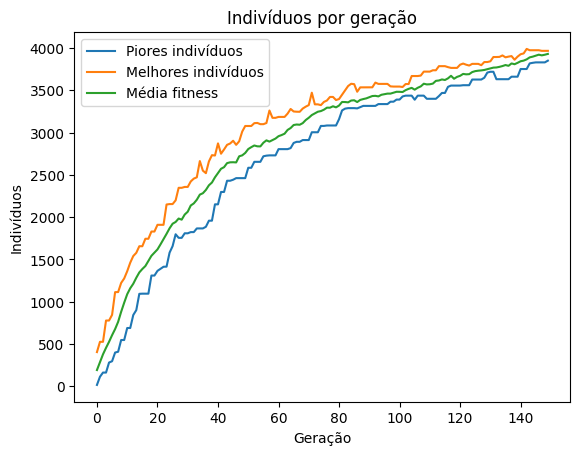 Indivíduos por geração
Piores indivíduos
Melhores indivíduos
Média fitness
Indivíduos
4000
3500
3000
2500
2000
1500
1000
500
0
0 20 40 60 80 100 120 140
Geração